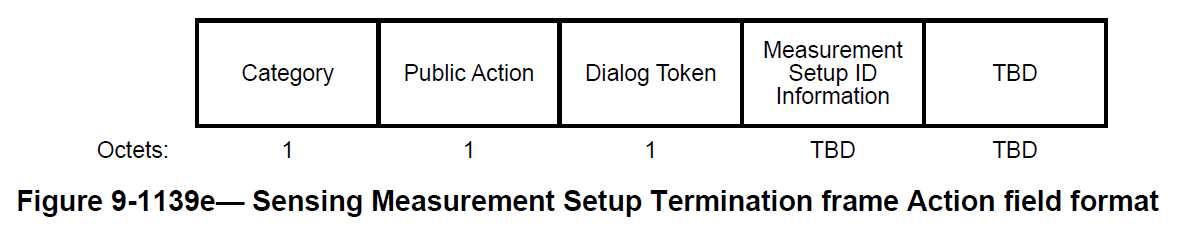 Category
Public Action
Dialog Token
Measurement
Setup ID
Information
TBD
Octets: 1 1 1 TBD TBD
Figure 9-1139e— Sensing Measurement Setup Termination frame Action field format